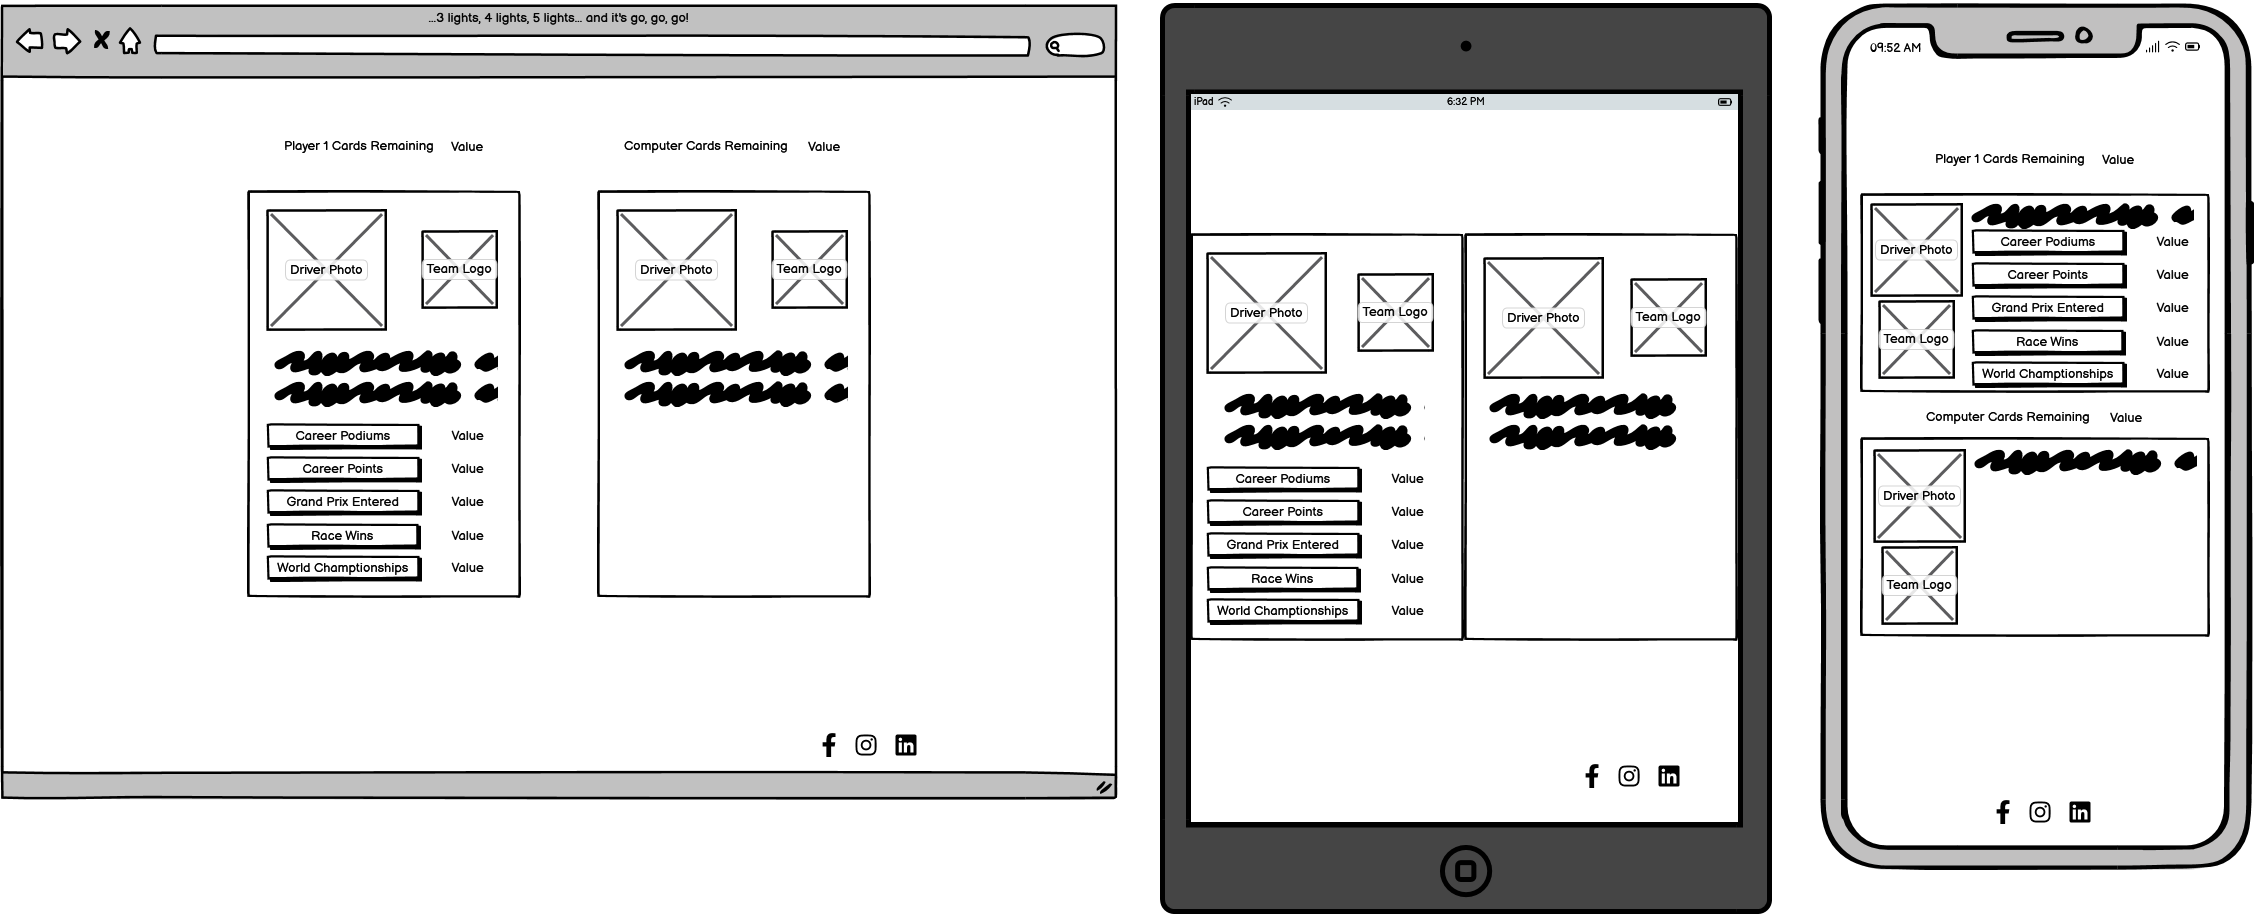 ...3 lights, 4 lights, 5 lights... and it's go, go, go!
Player 1 Cards Remaining Value
Computer Cards Remaining Value
Driver Photo
Team Logo
Career Podiums Value
Career Points Value
Grand Prix Entered Value
Race Wins Value
World Champtionships Value
Driver Photo
Team Logo
iPad 6:32 PM
Driver Photo
Team Logo
Career Podiums Value
Career Points Value
Grand Prix Entered Value
Race Wins Value
World Champtionships Value
Driver Photo
Team Logo
09:52 AM
Player 1 Cards Remaining Value
Driver Photo
Team Logo
Career Podiums Value
Career Points Value
Grand Prix Entered Value
Race Wins Value
World Champtionships Value
Computer Cards Remaining Value
Driver Photo
Team Logo